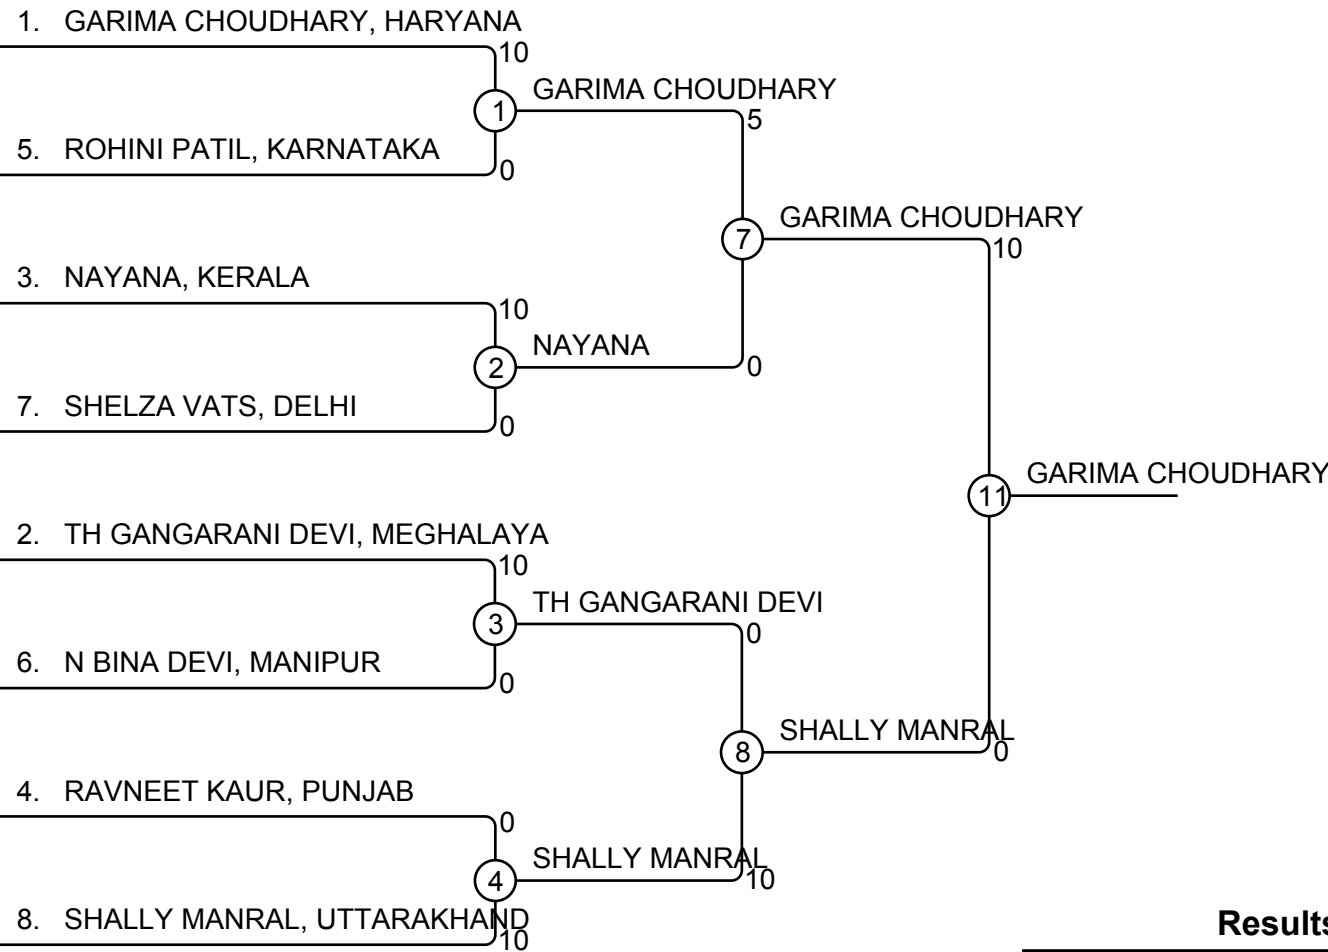 1. GARIMA CHOUDHARY, HARYANA
10
GARIMA CHOUDHARY
1
5
5. ROHINI PATIL, KARNATAKA
0
GARIMA CHOUDHARY
7
10
3. NAYANA, KERALA
10
NAYANA
2
0
7. SHELZA VATS, DELHI
0
GARIMA CHOUDHARY
11
2. TH GANGARANI DEVI, MEGHALAYA
10
TH GANGARANI DEVI
3
0
6. N BINA DEVI, MANIPUR
0
SHALLY MANRAL
8
0
4. RAVNEET KAUR, PUNJAB
0
SHALLY MANRAL
4
10
8. SHALLY MANRAL, UTTARAKHAND
10
Results